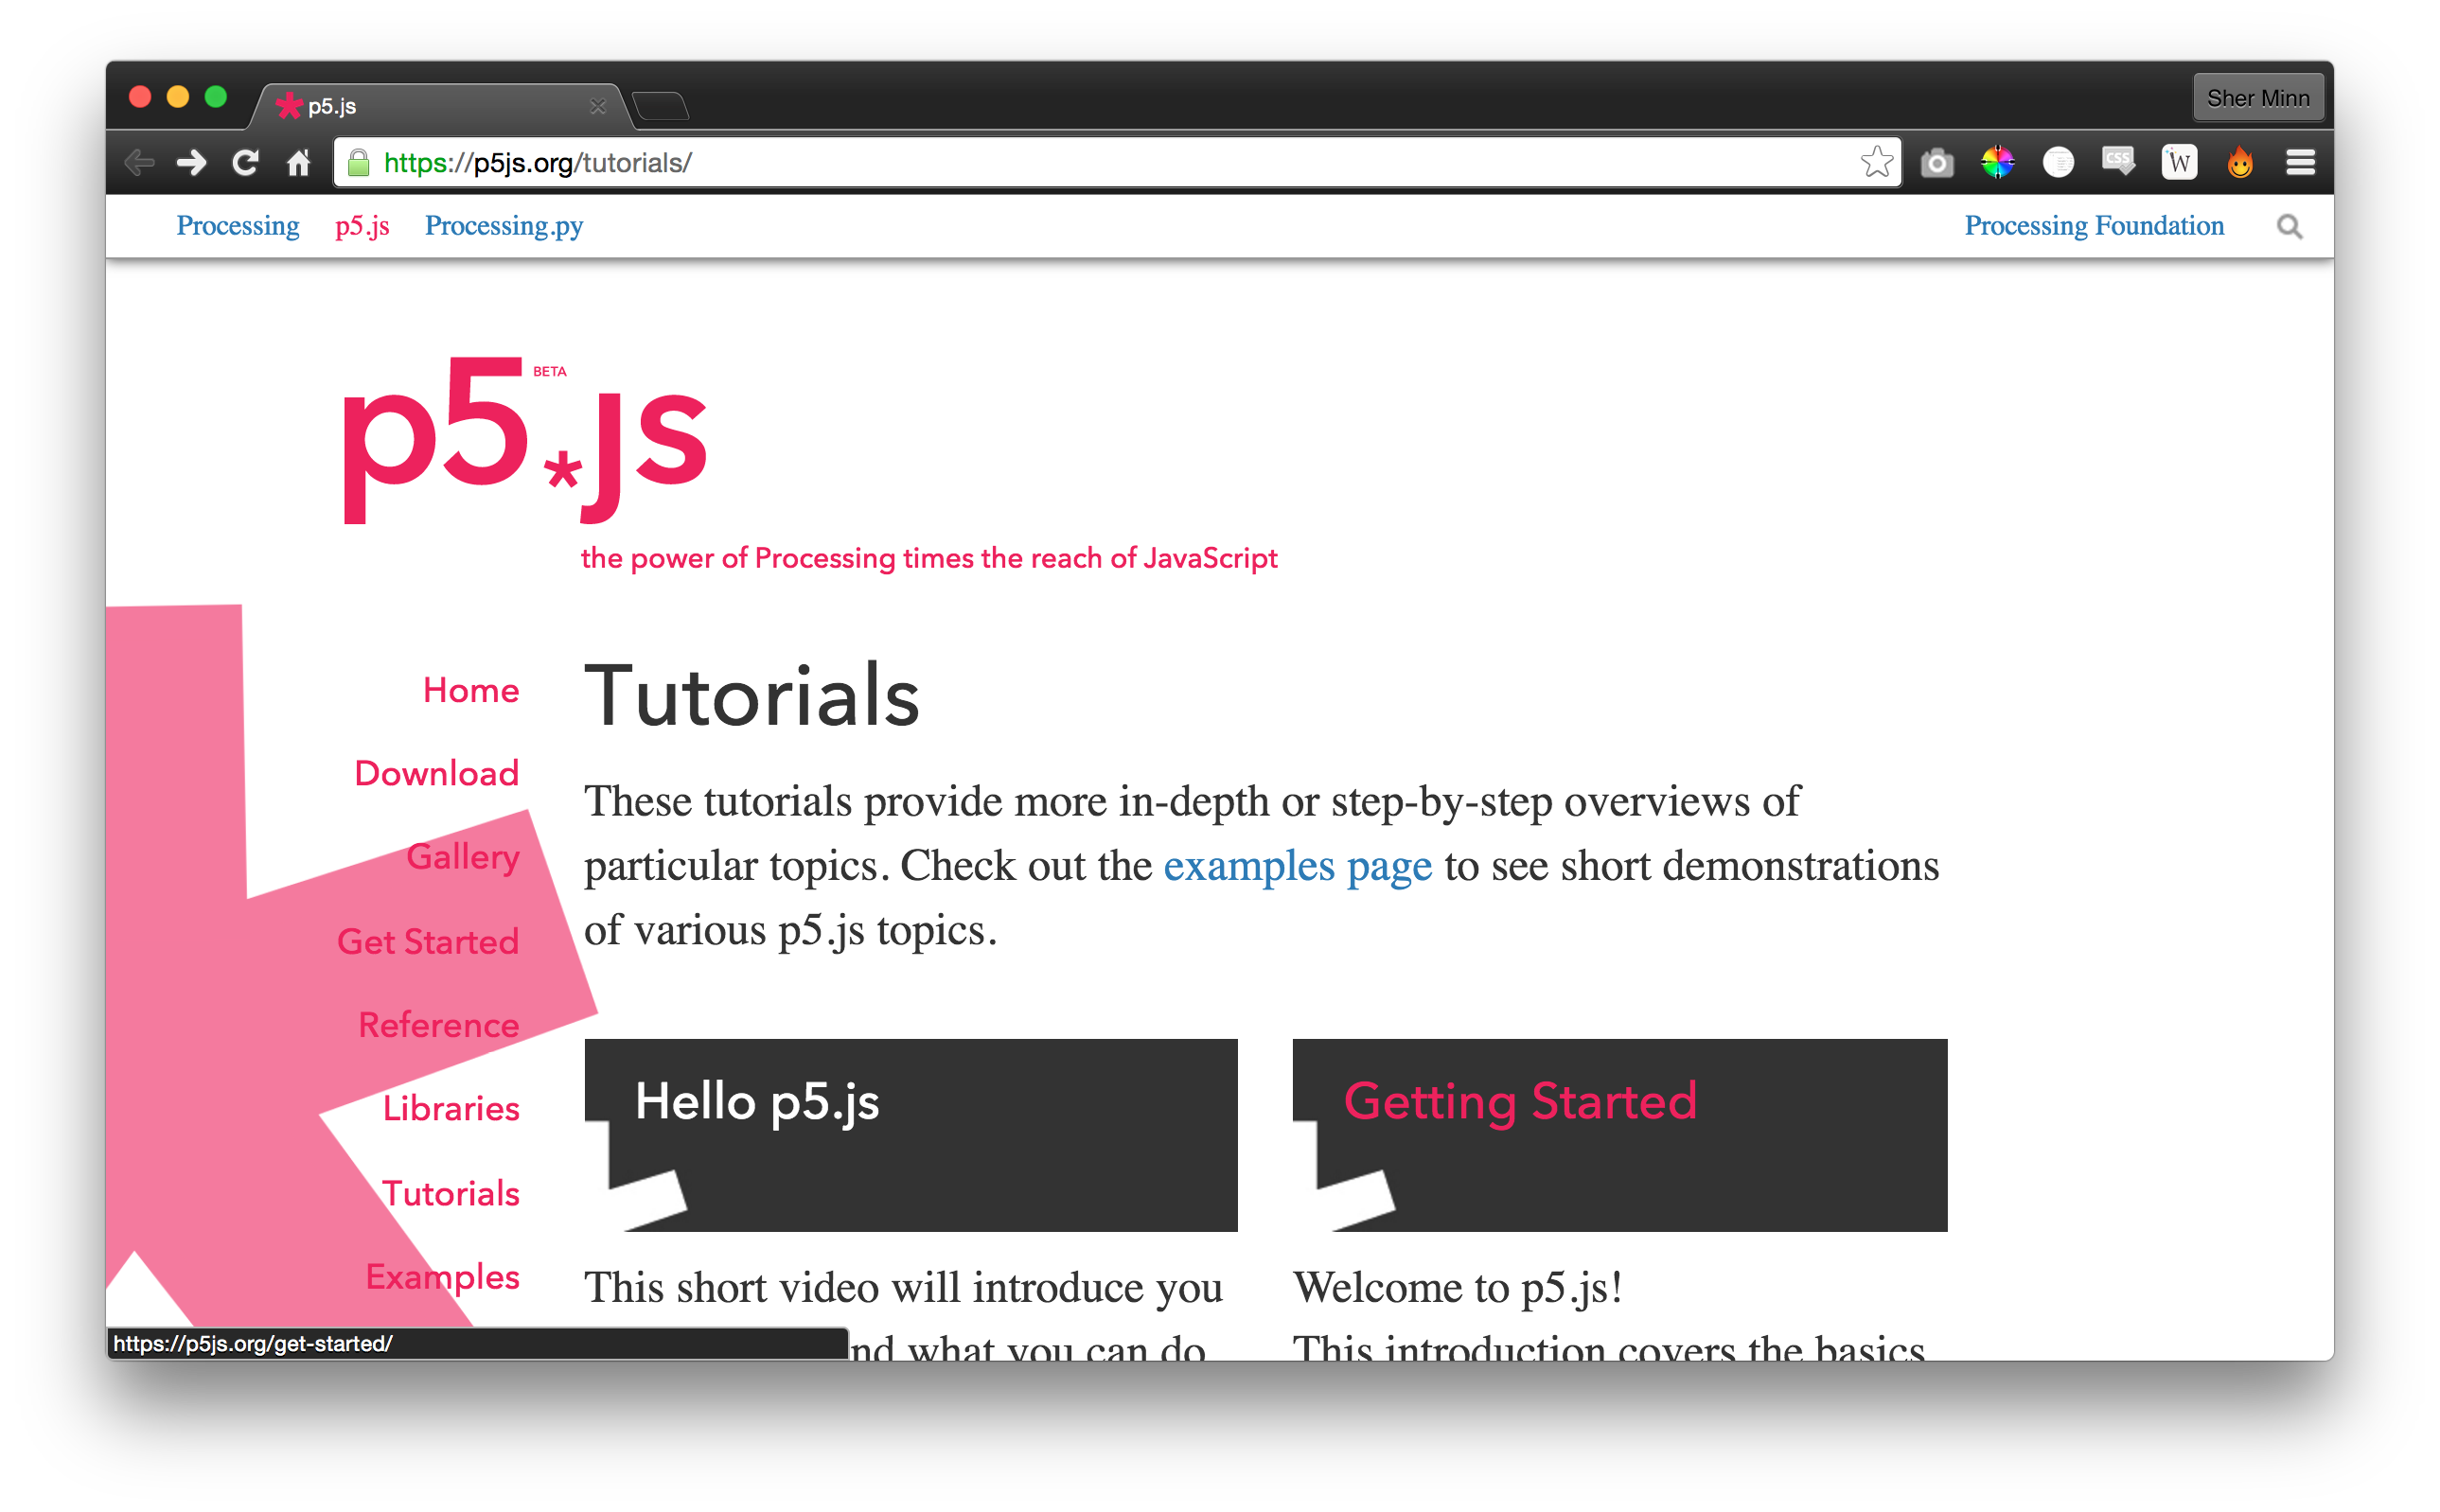 p5.js
Sher Minn
https://p5js.org/tutorials/
CSS
W
Processing p5.js Processing.py Processing Foundation
p5.js
BETA
the power of Processing times the reach of JavaScript
Home
Download
Gallery
Get Started
Reference
Libraries
Tutorials
Examples
Tutorials
These tutorials provide more in-depth or step-by-step overviews of
particular topics. Check out the examples page to see short demonstrations
of various p5.js topics.
Hello p5.js
This short video will introduce you
nd what you can do
Getting Started
Welcome to p5.js!
This introduction covers the basics
https://p5js.org/get-started/